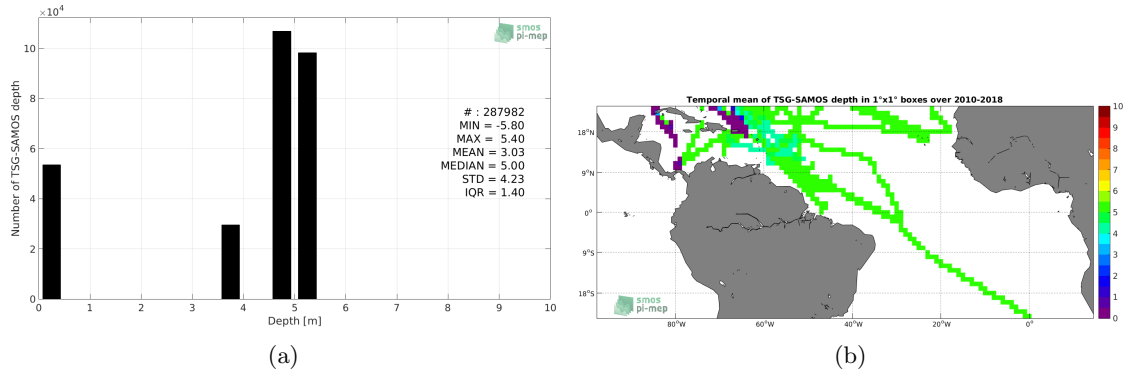 ×10⁴
10
8
6
4
2
0
Number of TSG-SAMOS depth
smos
pi-mep
# : 287982
MIN = -5.80
MAX = 5.40
MEAN = 3.03
MEDIAN = 5.00
STD = 4.23
IQR = 1.40
0 1 2 3 4 5 6 7 8 9 10
Depth [m]
(a)
Temporal mean of TSG-SAMOS depth in 1°x1° boxes over 2010-2018
18°N
9°N
0°
9°S
18°S
80°W 60°W 40°W 20°W 0°
smos
pi-mep
10
9
8
7
6
5
4
3
2
1
0
(b)